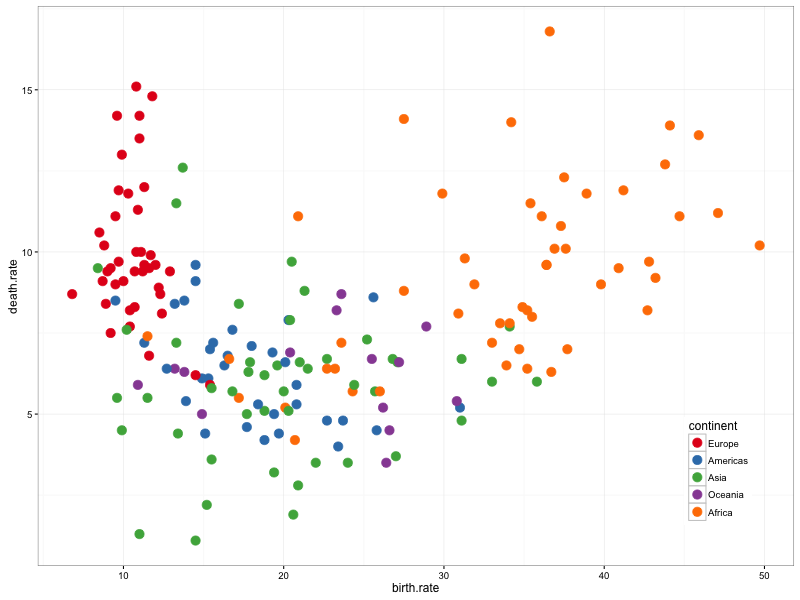 15
10
5
death.rate
10 20 30 40 50
birth.rate
continent
Europe
Americas
Asia
Oceania
Africa